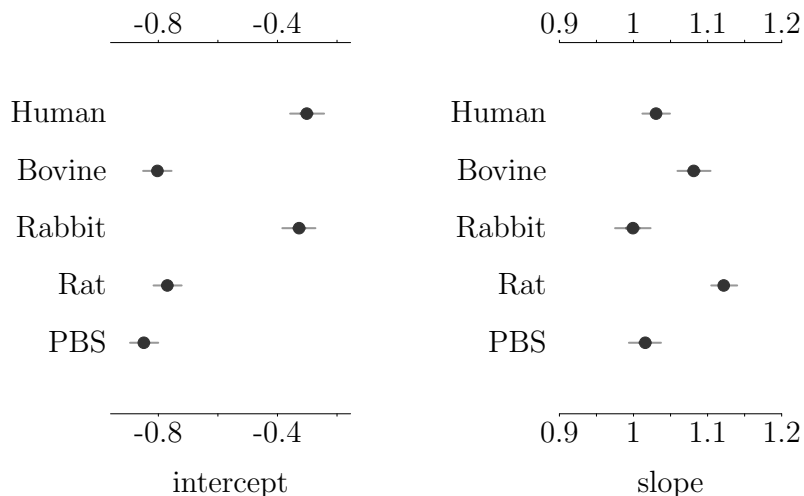 -0.8 -0.4 0.9 1 1.1 1.2
Human Human
Bovine Bovine
Rabbit Rabbit
Rat Rat
PBS PBS
-0.8 -0.4 0.9 1 1.1 1.2
intercept slope